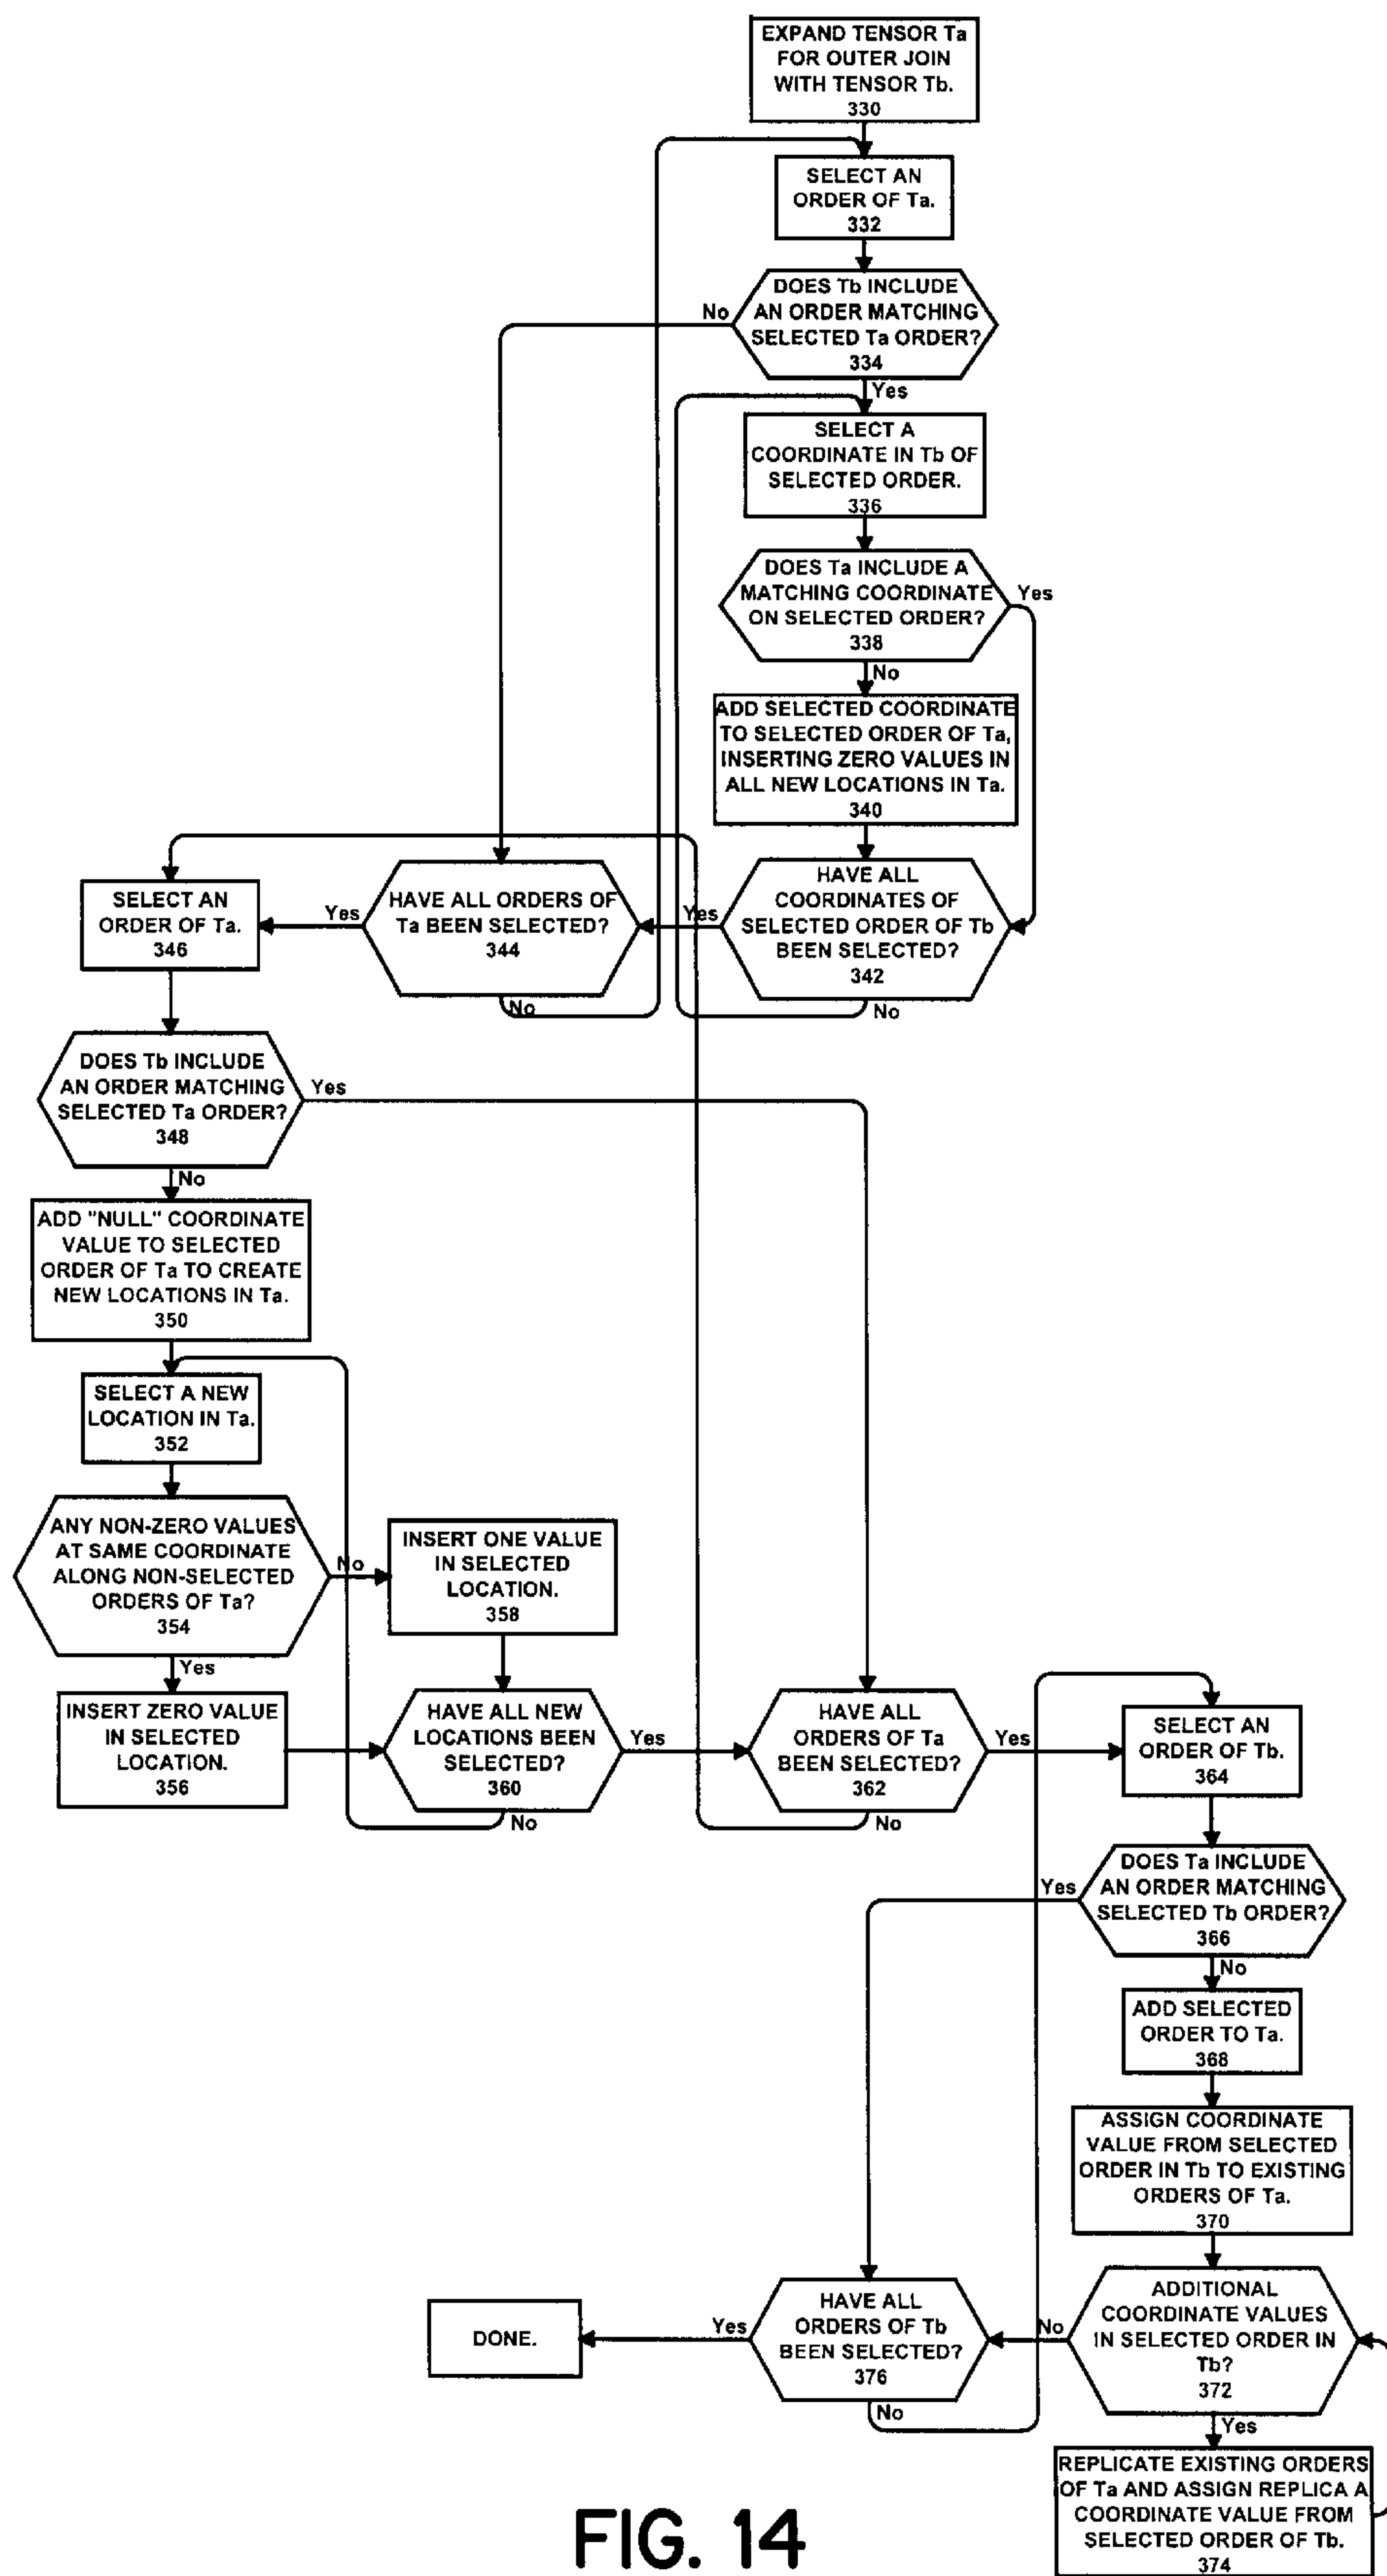 EXPAND TENSOR Ta
FOR OUTER JOIN
WITH TENSOR Tb.
330
SELECT AN
ORDER OF Ta.
332
DOES Tb INCLUDE
AN ORDER MATCHING
SELECTED Ta ORDER?
334
No
Yes
SELECT A
COORDINATE IN Tb OF
SELECTED ORDER.
336
DOES Ta INCLUDE A
MATCHING COORDINATE
ON SELECTED ORDER?
338
Yes
No
ADD SELECTED COORDINATE
TO SELECTED ORDER OF Ta,
INSERTING ZERO VALUES IN
ALL NEW LOCATIONS IN Ta.
340
HAVE ALL
COORDINATES OF
SELECTED ORDER OF Tb
BEEN SELECTED?
342
Yes
No
HAVE ALL ORDERS OF
Ta BEEN SELECTED?
344
Yes
No
SELECT AN
ORDER OF Ta.
346
DOES Tb INCLUDE
AN ORDER MATCHING
SELECTED Ta ORDER?
348
Yes
No
ADD "NULL" COORDINATE
VALUE TO SELECTED
ORDER OF Ta TO CREATE
NEW LOCATIONS IN Ta.
350
SELECT A NEW
LOCATION IN Ta.
352
ANY NON-ZERO VALUES
AT SAME COORDINATE
ALONG NON-SELECTED
ORDERS OF Ta?
354
No
Yes
INSERT ONE VALUE
IN SELECTED
LOCATION.
358
INSERT ZERO VALUE
IN SELECTED
LOCATION.
356
HAVE ALL NEW
LOCATIONS BEEN
SELECTED?
360
Yes
No
HAVE ALL
ORDERS OF Ta
BEEN SELECTED?
362
Yes
No
SELECT AN
ORDER OF Tb.
364
DOES Ta INCLUDE
AN ORDER MATCHING
SELECTED Tb ORDER?
366
Yes
No
ADD SELECTED
ORDER TO Ta.
368
ASSIGN COORDINATE
VALUE FROM SELECTED
ORDER IN Tb TO EXISTING
ORDERS OF Ta.
370
ADDITIONAL
COORDINATE VALUES
IN SELECTED ORDER IN
Tb?
372
No
Yes
REPLICATE EXISTING ORDERS
OF Ta AND ASSIGN REPLICA A
COORDINATE VALUE FROM
SELECTED ORDER OF Tb.
374
HAVE ALL
ORDERS OF Tb
BEEN SELECTED?
376
Yes
No
DONE.
FIG. 14